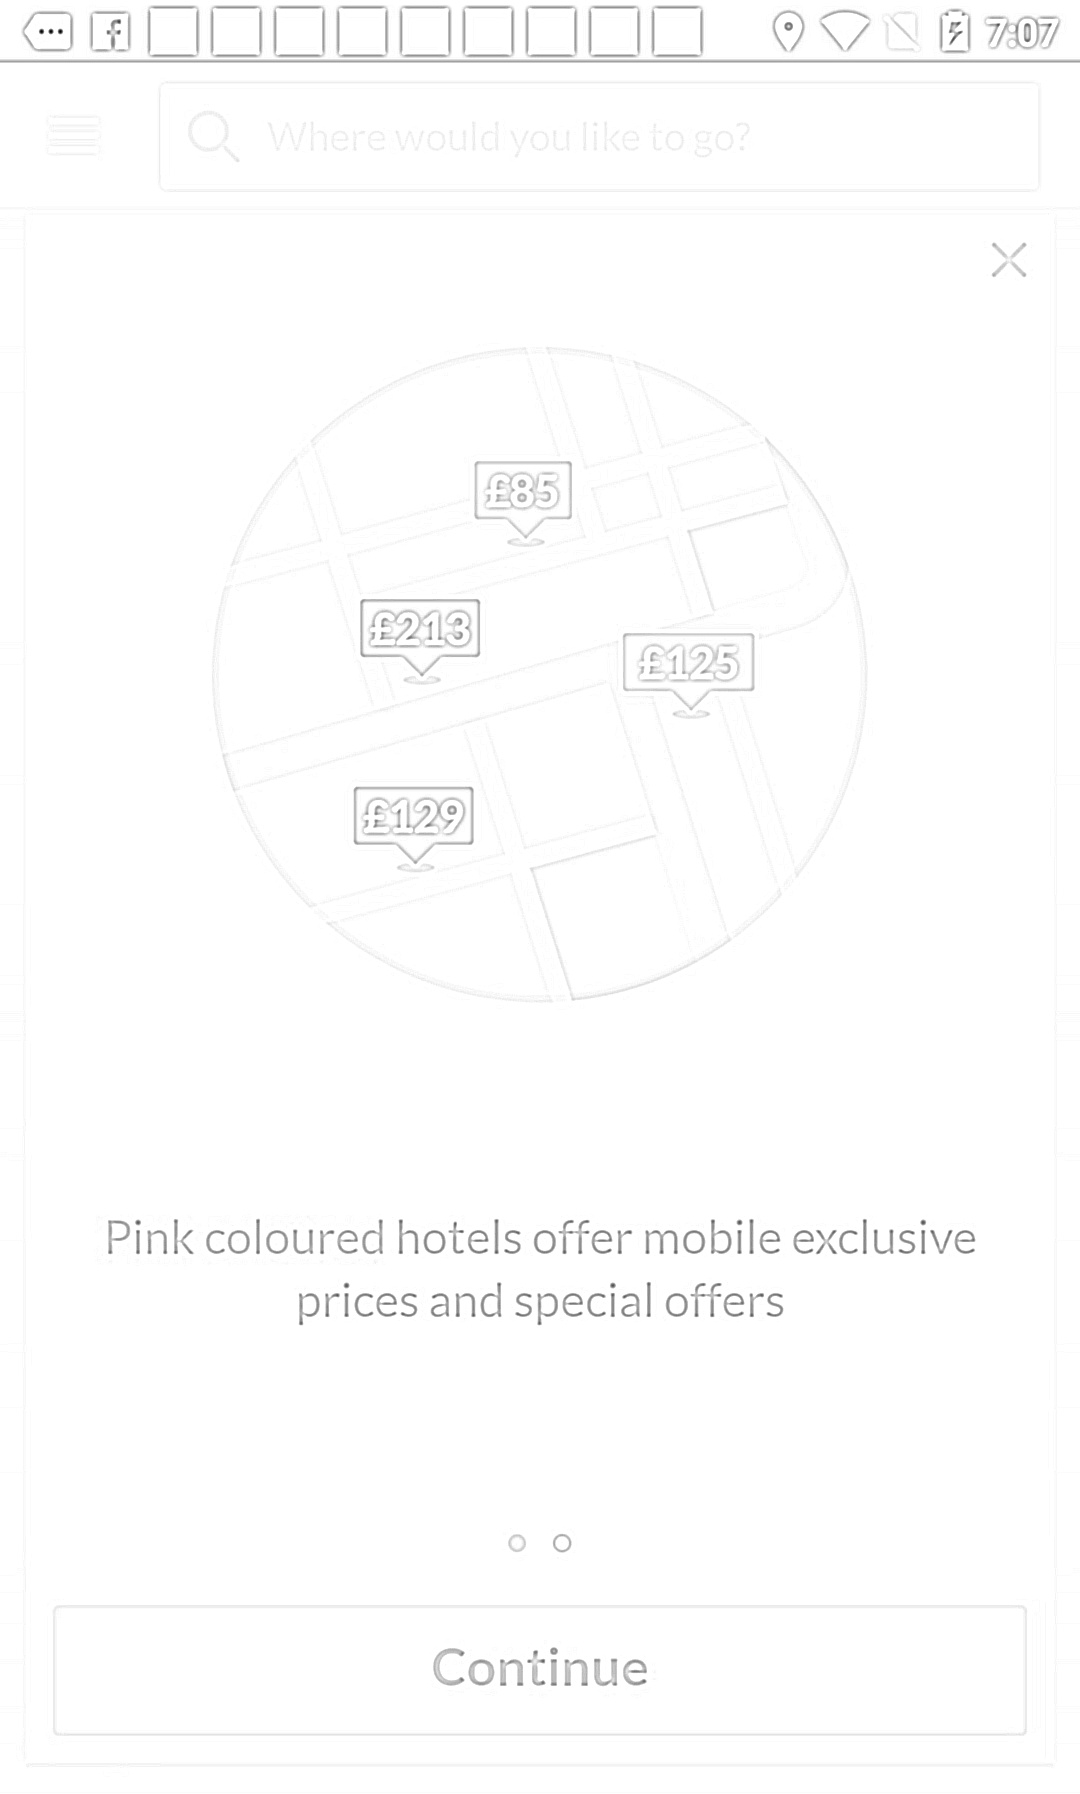 7:07
Where would you like to go?
£85
£213
£125
£129
Pink coloured hotels offer mobile exclusive
prices and special offers
Continue